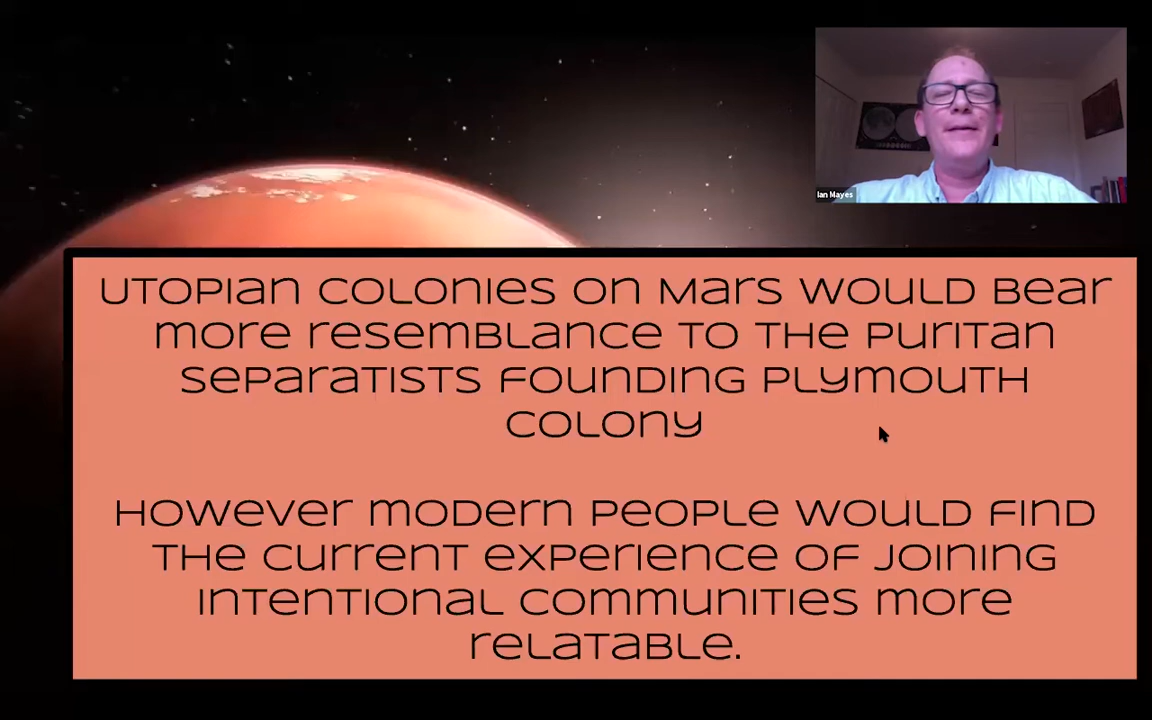 Ian Mayes
Utopian colonies on Mars would bear
more resemblance to the Puritan
Separatists founding Plymouth
Colony
However modern people would find
the current experience of joining
intentional communities more
relatable.